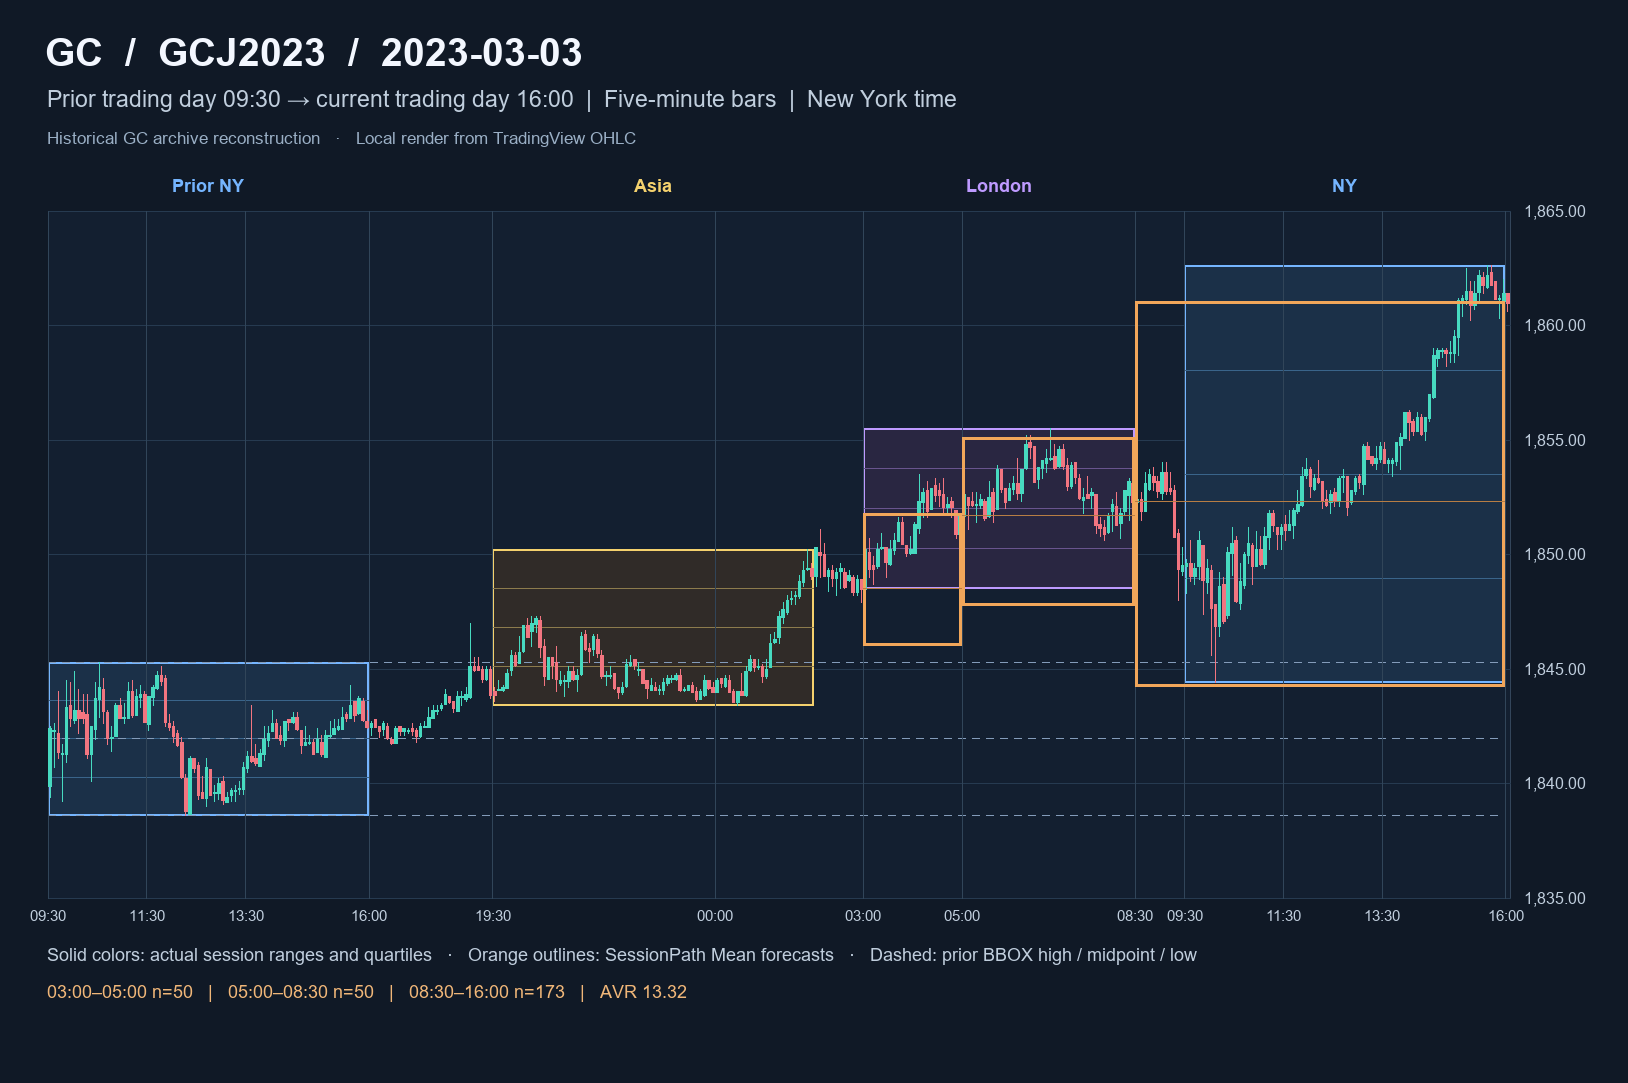 GC / GCJ2023 / 2023-03-03
Prior trading day 09:30 → current trading day 16:00 | Five-minute bars | New York time
Historical GC archive reconstruction · Local render from TradingView OHLC
Prior NY Asia London NY
1,865.00
1,860.00
1,855.00
1,850.00
1,845.00
1,840.00
1,835.00
09:30 11:30 13:30 16:00 19:30 00:00 03:00 05:00 08:30 09:30 11:30 13:30 16:00
Solid colors: actual session ranges and quartiles · Orange outlines: SessionPath Mean forecasts · Dashed: prior BBOX high / midpoint / low
03:00–05:00 n=50 | 05:00–08:30 n=50 | 08:30–16:00 n=173 | AVR 13.32